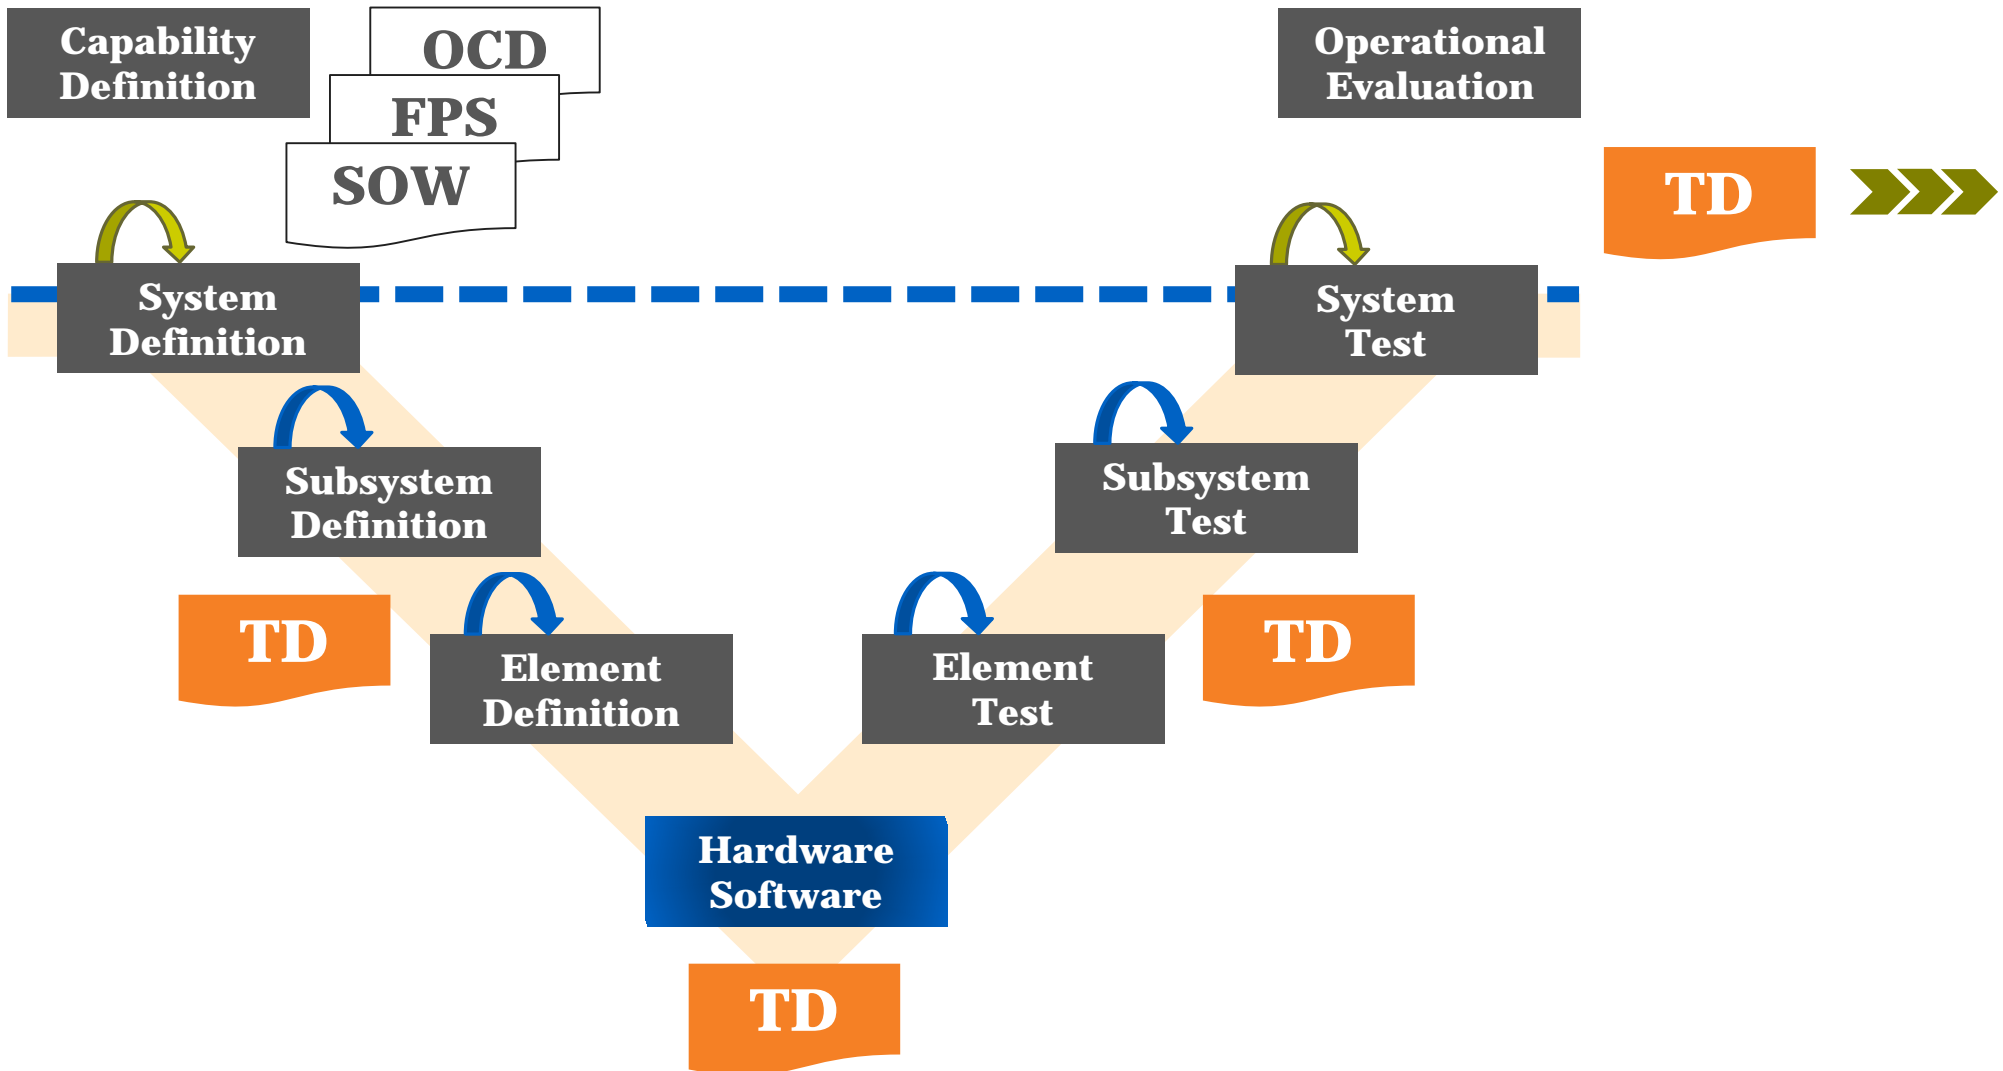 Capability
Definition
OCD
FPS
SOW
Operational
Evaluation
TD
System
Definition
System
Test
Subsystem
Definition
Subsystem
Test
TD
Element
Definition
Element
Test
TD
Hardware
Software
TD